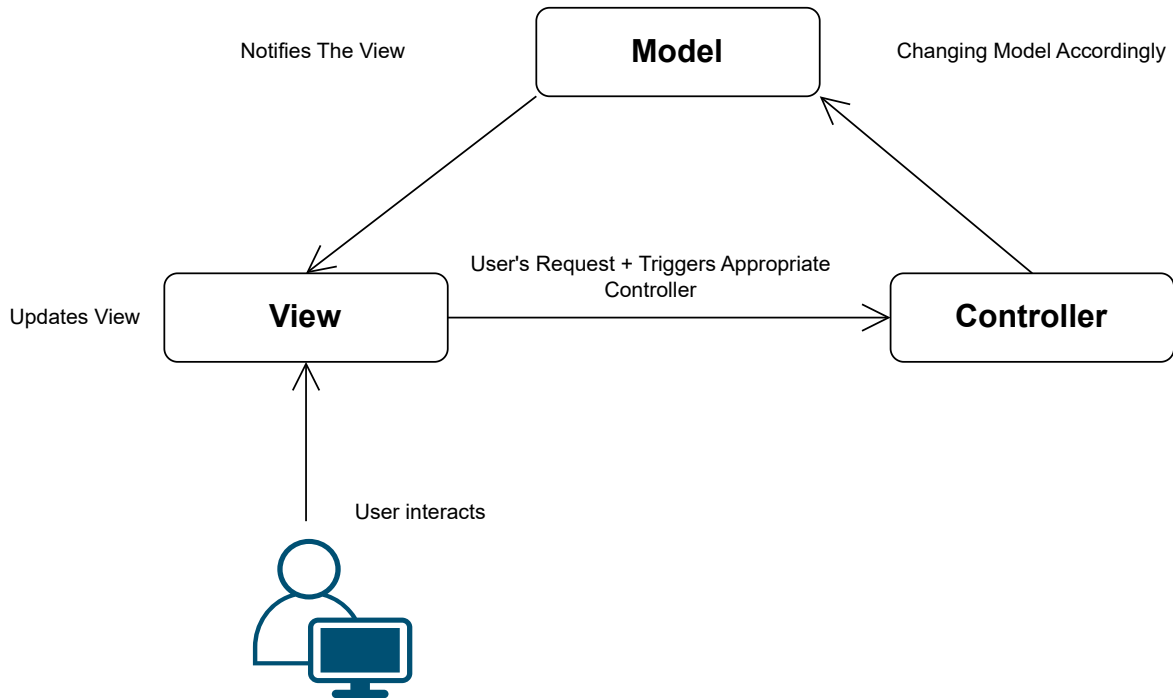 Notifies The View
Model
Changing Model Accordingly
User's Request + Triggers Appropriate
Controller
Updates View
View
Controller
User interacts